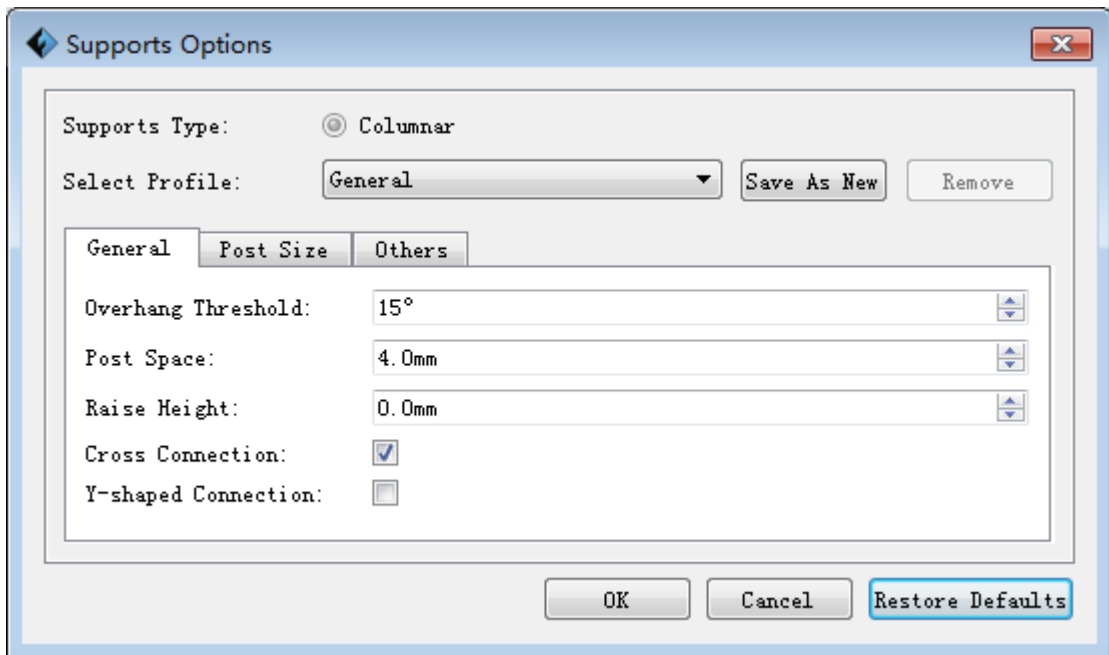 Supports Options
Supports Type: Columnar
Select Profile: General Save As New Remove
General Post Size Others
Overhang Threshold: 15°
Post Space: 4.0mm
Raise Height: 0.0mm
Cross Connection:
Y-shaped Connection:
OK Cancel Restore Defaults